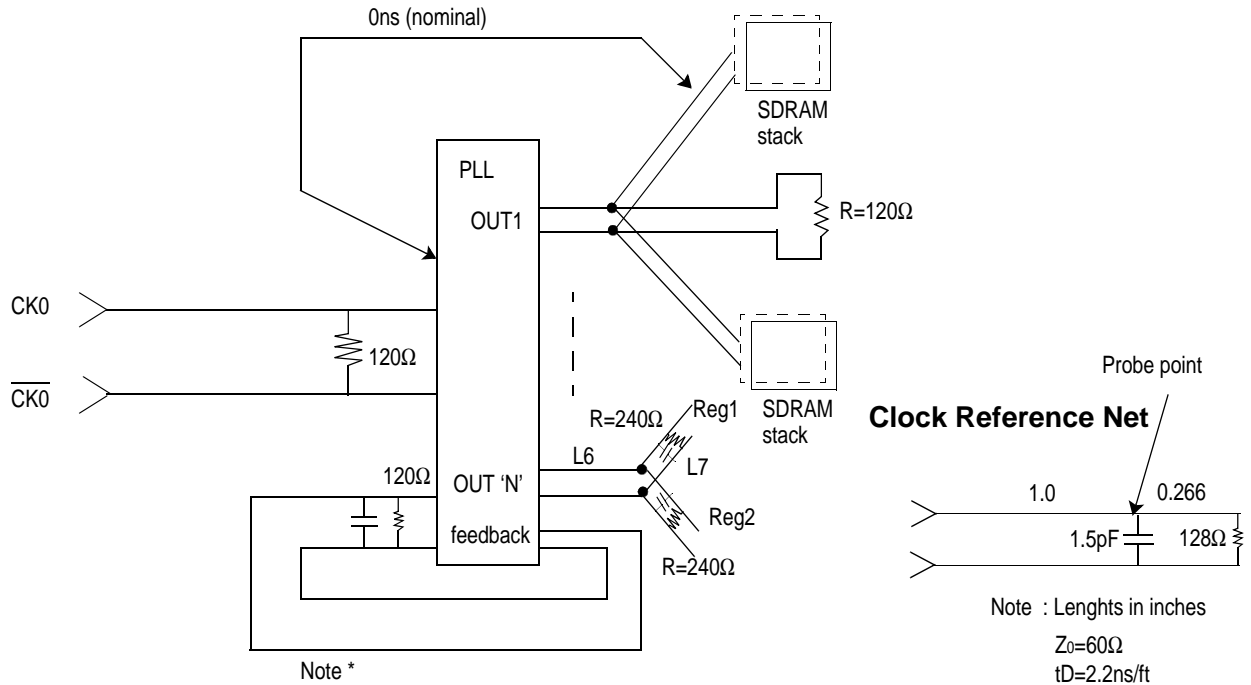 0ns (nominal)
SDRAM
stack
PLL
OUT1
R=120Ω
CK0
120Ω
CK0
Probe point
SDRAM
stack
Clock Reference Net
Reg1
R=240Ω
L6
L7
120Ω
OUT ‘N’
Reg2
feedback
R=240Ω
1.0
0.266
1.5pF
128Ω
Note : Lenghts in inches
Z0=60Ω
tD=2.2ns/ft
Note *